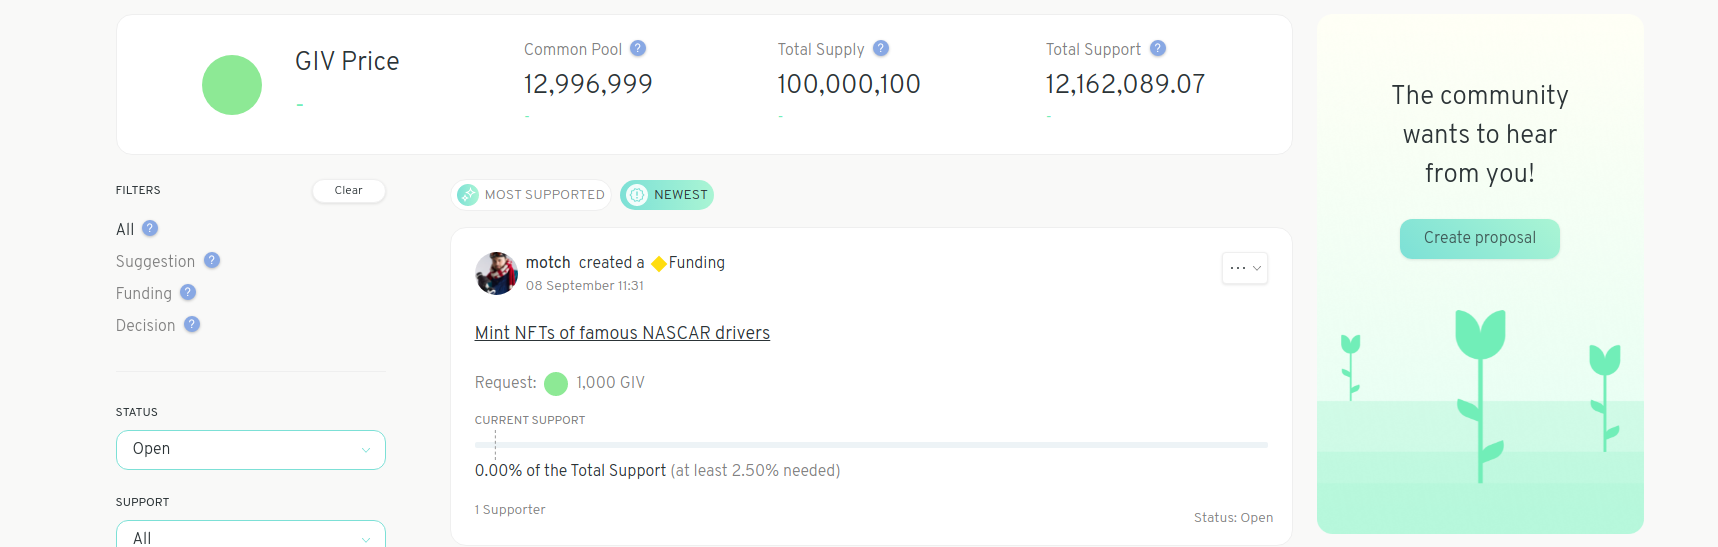 GIV Price
-
Common Pool ?
12,996,999
-
Total Supply ?
100,000,100
-
Total Support ?
12,162,089.07
-
FILTERS
Clear
All ?
Suggestion ?
Funding ?
Decision ?
STATUS
Open
SUPPORT
All
MOST SUPPORTED
NEWEST
motch created a Funding
08 September 11:31
Mint NFTs of famous NASCAR drivers
Request: 1,000 GIV
CURRENT SUPPORT
0.00% of the Total Support (at least 2.50% needed)
1 Supporter
Status: Open
The community
wants to hear
from you!
Create proposal